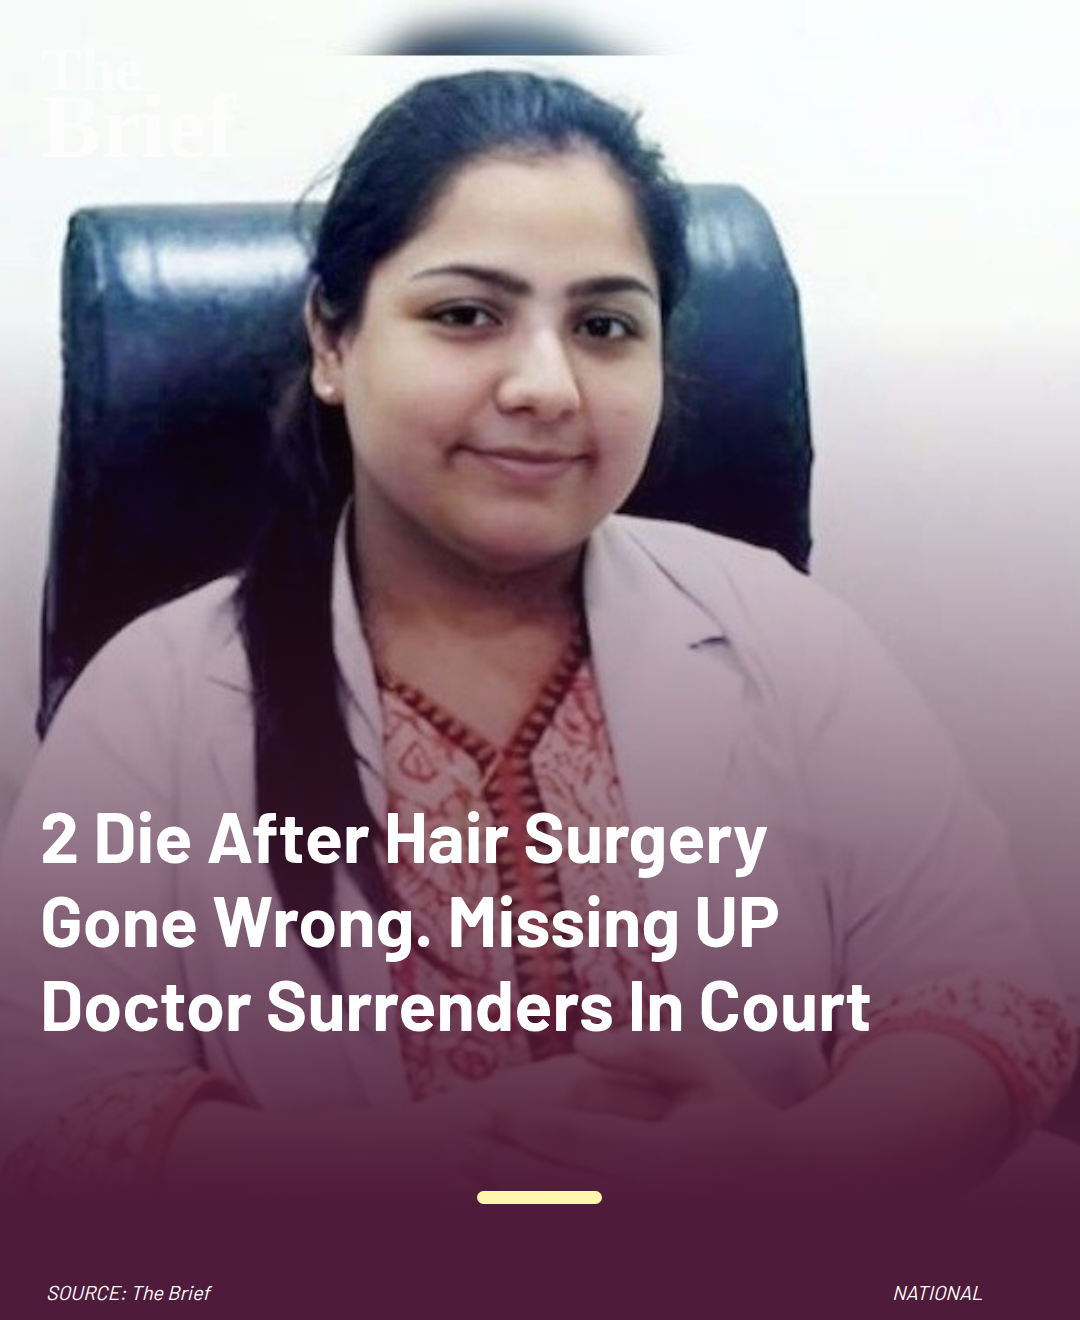 The
Brief
2 Die After Hair Surgery
Gone Wrong. Missing UP
Doctor Surrenders In Court
SOURCE: The Brief
NATIONAL